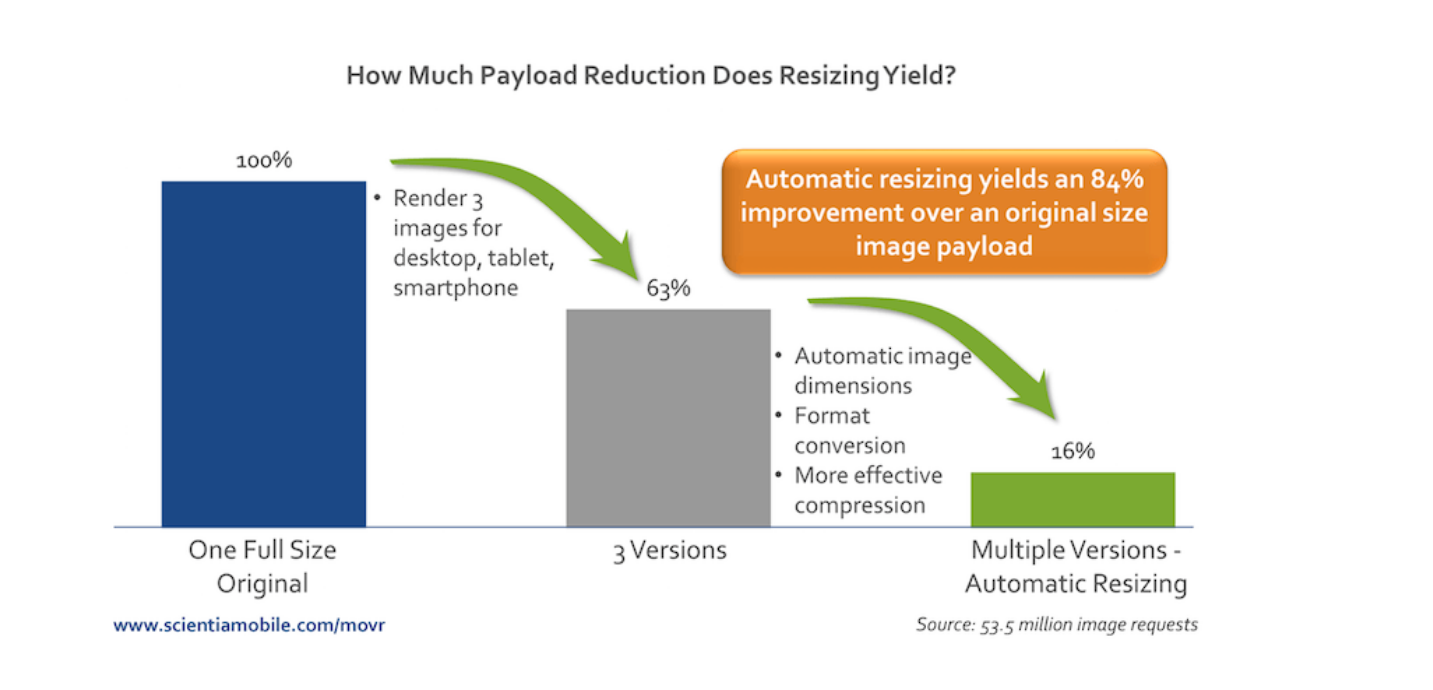 How Much Payload Reduction Does Resizing Yield?
100%
• Render 3
images for
desktop, tablet,
smartphone
Automatic resizing yields an 84%
improvement over an original size
image payload
63%
• Automatic image
dimensions
• Format
conversion
• More effective
compression
16%
One Full Size
Original
3 Versions
Multiple Versions -
Automatic Resizing
www.scientiamobile.com/movr
Source: 53.5 million image requests